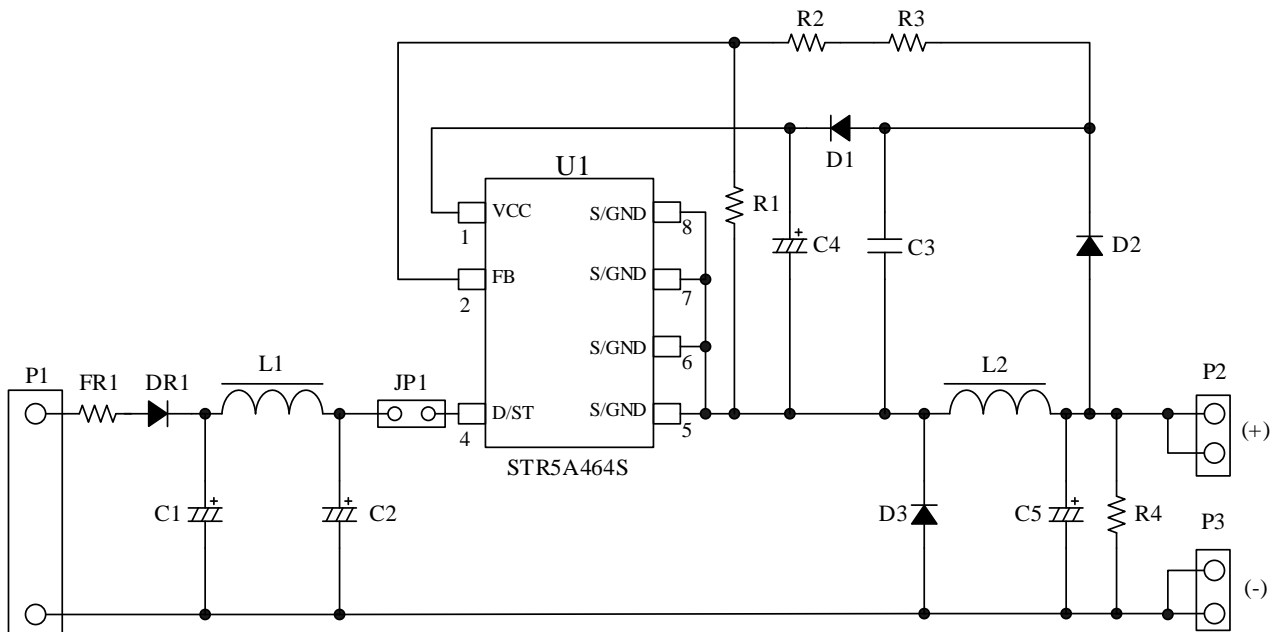 R2 R3
D1
U1
VCC S/GND R1
1 8
C4 C3 D2
+
FB S/GND
2 7
S/GND
6
P1 FR1 DR1 L1 JP1 L2 P2
D/ST S/GND
4 5
(+)
STR5A464S
+ + +
C1 C2 D3 C5 R4 P3
(-)